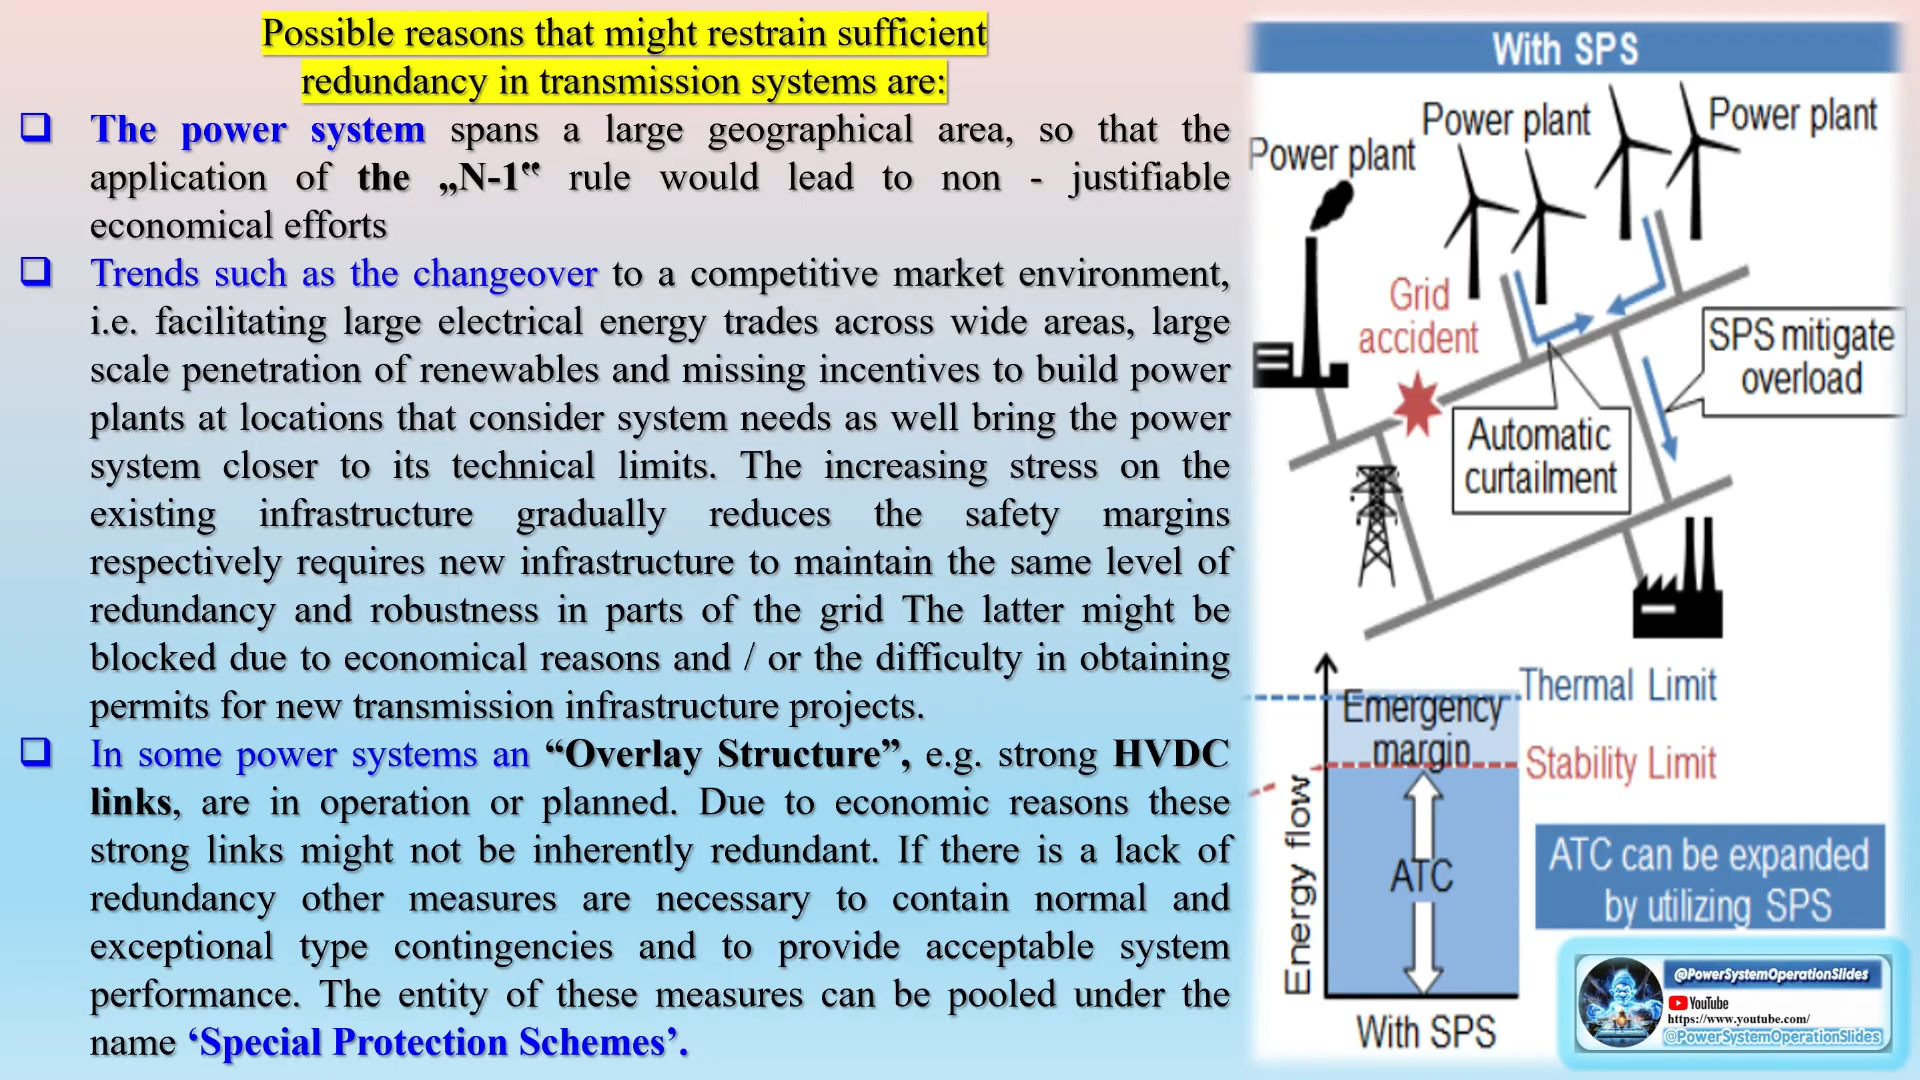 Possible reasons that might restrain sufficient
redundancy in transmission systems are:
The power system spans a large geographical area, so that the
application of the „N-1‟ rule would lead to non - justifiable
economical efforts
Trends such as the changeover to a competitive market environment,
i.e. facilitating large electrical energy trades across wide areas, large
scale penetration of renewables and missing incentives to build power
plants at locations that consider system needs as well bring the power
system closer to its technical limits. The increasing stress on the
existing infrastructure gradually reduces the safety margins
respectively requires new infrastructure to maintain the same level of
redundancy and robustness in parts of the grid The latter might be
blocked due to economical reasons and / or the difficulty in obtaining
permits for new transmission infrastructure projects.
In some power systems an “Overlay Structure”, e.g. strong HVDC
links, are in operation or planned. Due to economic reasons these
strong links might not be inherently redundant. If there is a lack of
redundancy other measures are necessary to contain normal and
exceptional type contingencies and to provide acceptable system
performance. The entity of these measures can be pooled under the
name ‘Special Protection Schemes’.
With SPS
Power plant
Power plant
Power plant
Grid
accident
SPS mitigate
overload
Automatic
curtailment
Thermal Limit
Emergency
margin
Stability Limit
Energy flow
ATC
ATC can be expanded
by utilizing SPS
With SPS
@PowerSystemOperationSlides
YouTube
https://www.youtube.com/
@PowerSystemOperationSlides